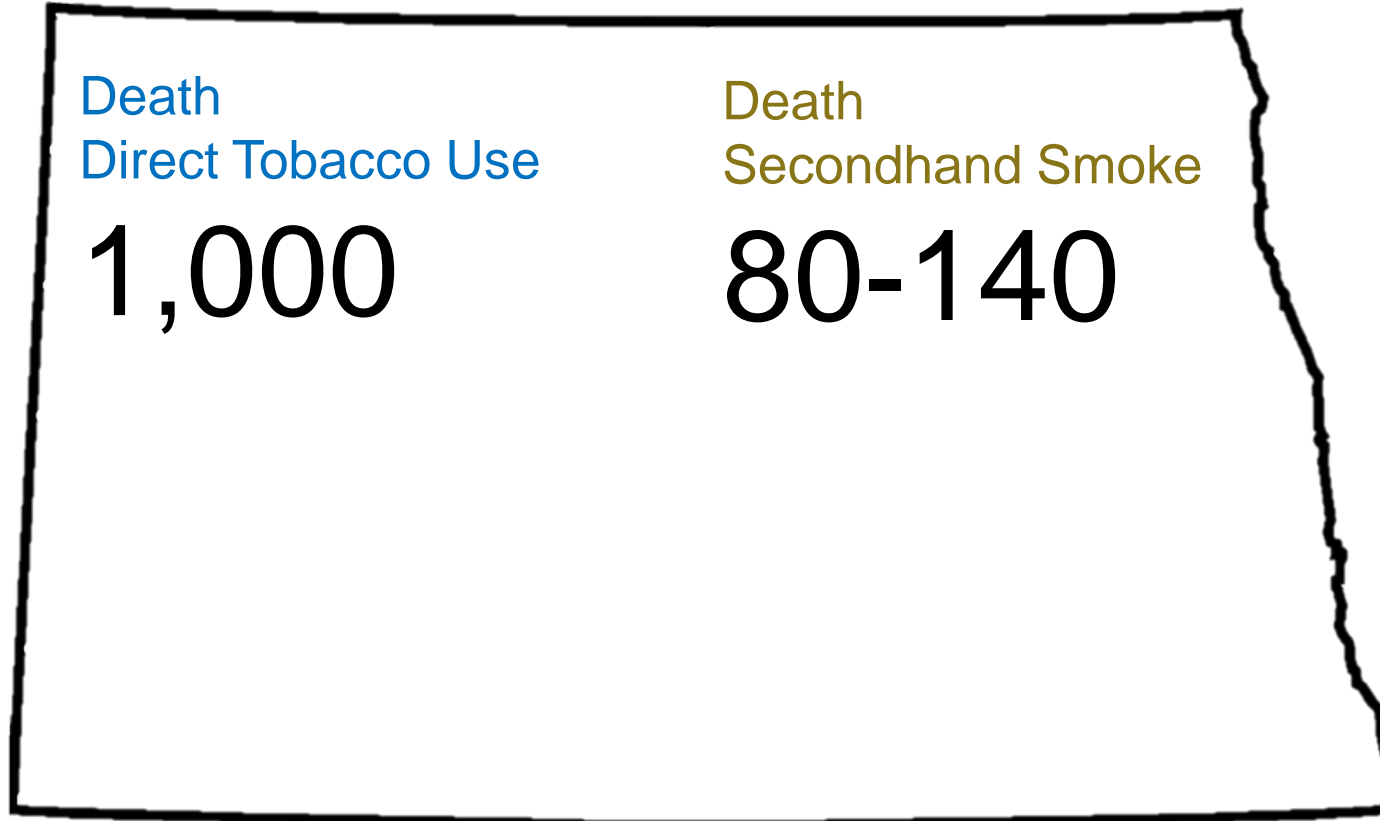 Death
Direct Tobacco Use
1,000
Death
Secondhand Smoke
80-140